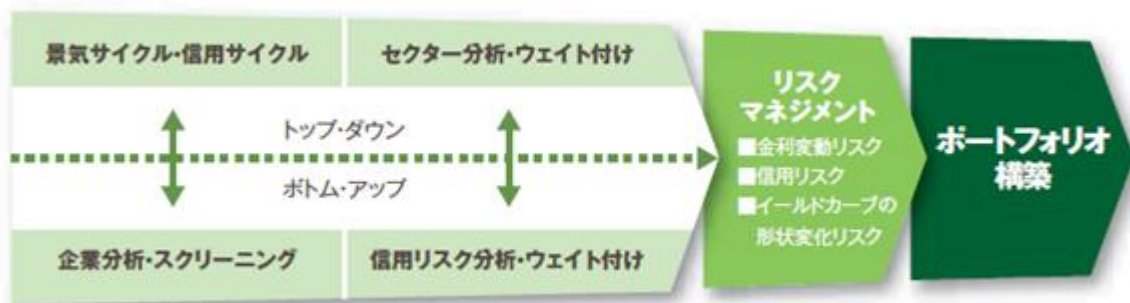 景気サイクル・信用サイクル
セクター分析・ウェイト付け
トップ・ダウン
ボトム・アップ
企業分析・スクリーニング
信用リスク分析・ウェイト付け
リスク
マネジメント
■金利変動リスク
■信用リスク
■イールドカーブの
形状変化リスク
ポートフォリオ
構築